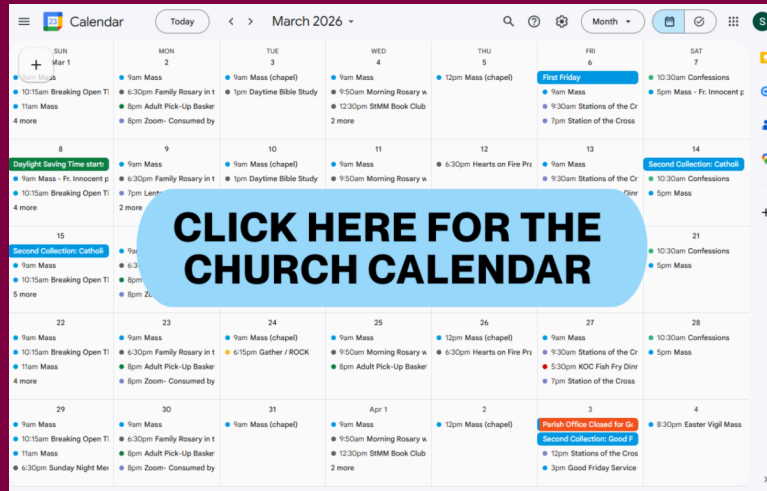 23 Calendar Today March 2026 Month
SUN MON TUE WED THU FRI SAT
Mar 1 2 3 4 5 6 7
9am Mass
10:15am Breaking Open T
11am Mass
4 more
9am Mass
6:30pm Family Rosary in t
8pm Adult Pick-Up Basket
8pm Zoom- Consumed by
9am Mass (chapel)
1pm Daytime Bible Study
9am Mass
9:50am Morning Rosary w
12:30pm StMM Book Club
2 more
12pm Mass (chapel)
First Friday
9am Mass
9:30am Stations of the Cr
7pm Station of the Cross
10:30am Confessions
5pm Mass - Fr. Innocent p
8 9 10 11 12 13 14
Daylight Saving Time starts
9am Mass - Fr. Innocent p
10:15am Breaking Open T
4 more
9am Mass
6:30pm Family Rosary in t
7pm Lent
2 more
9am Mass (chapel)
1pm Daytime Bible Study
9am Mass
9:50am Morning Rosary w
6:30pm Hearts on Fire Pra
9am Mass
9:30am Stations of the Cr
Dinr
Second Collection: Catholi
10:30am Confessions
5pm Mass
CLICK HERE FOR THE
CHURCH CALENDAR
15 21
Second Collection: Catholi
9am Mass
10:15am Breaking Open T
5 more
9a
6:3
8pm
8pm Zo
10:30am Confessions
5pm Mass
22 23 24 25 26 27 28
9am Mass
10:15am Breaking Open T
11am Mass
4 more
9am Mass
6:30pm Family Rosary in t
8pm Adult Pick-Up Basket
8pm Zoom- Consumed by
9am Mass (chapel)
6:15pm Gather / ROCK
9am Mass
9:50am Morning Rosary w
8pm Adult Pick-Up Basket
12pm Mass (chapel)
6:30pm Hearts on Fire Pra
9am Mass
9:30am Stations of the Cr
5:30pm KOC Fish Fry Dinr
7pm Station of the Cross
10:30am Confessions
5pm Mass
29 30 31 Apr 1 2 3 4
9am Mass
10:15am Breaking Open T
11am Mass
6:30pm Sunday Night Me
9am Mass
6:30pm Family Rosary in t
8pm Adult Pick-Up Basket
8pm Zoom- Consumed by
9am Mass (chapel)
9am Mass
9:50am Morning Rosary w
12:30pm StMM Book Club
2 more
12pm Mass (chapel)
Parish Office Closed for Go
Second Collection: Good F
12pm Stations of the Cros
3pm Good Friday Service
8:30pm Easter Vigil Mass